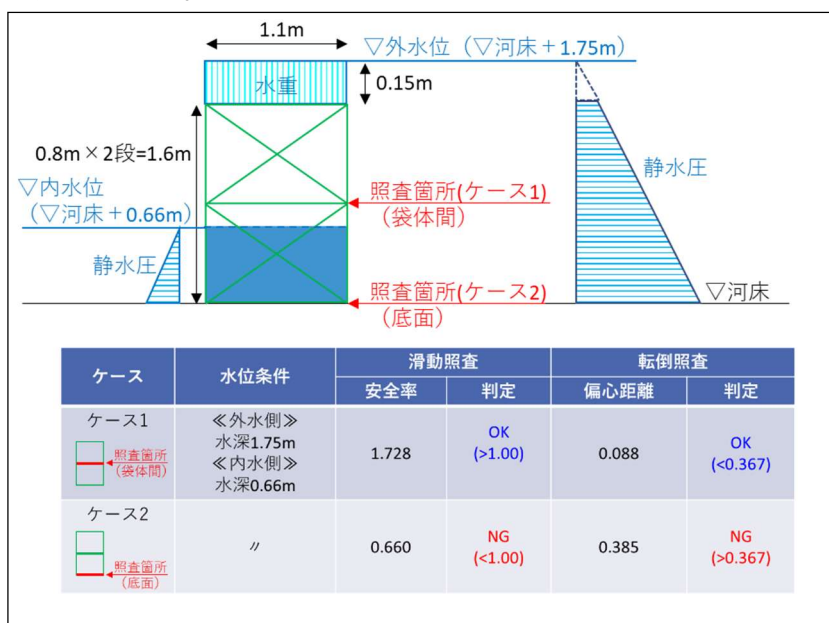 1.1m
▽外水位（▽河床＋1.75m）
水重
0.15m
0.8m×2段=1.6m
▽内水位
（▽河床＋0.66m）
静水圧
照査箇所(ケース1)
（袋体間）
静水圧
照査箇所(ケース2)
（底面）
▽河床
ケース 水位条件 滑動照査 転倒照査
安全率 判定 偏心距離 判定
ケース1
照査箇所
（袋体間）
≪外水側≫
水深1.75m
≪内水側≫
水深0.66m
1.728
OK
(>1.00)
0.088
OK
(<0.367)
ケース2
照査箇所
（底面）
〃
0.660
NG
(<1.00)
0.385
NG
(>0.367)